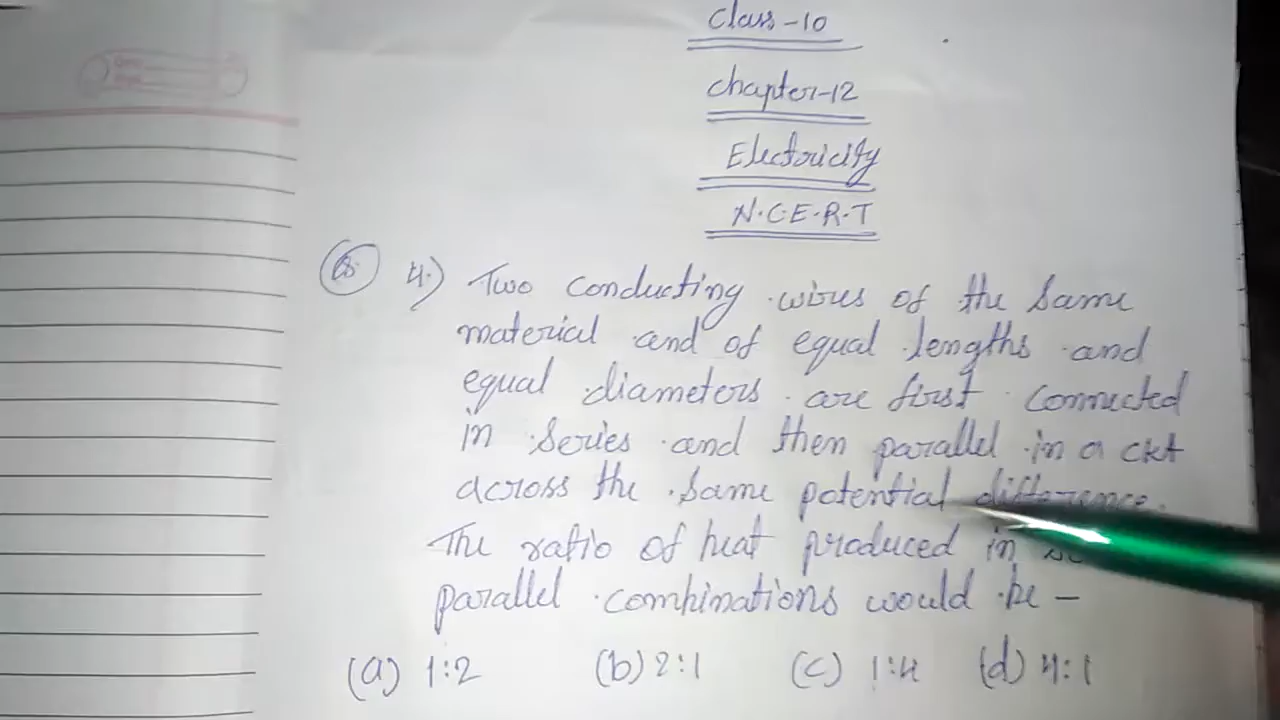 Class-10
Chapter-12
Electricity
N.C.E.R.T
Q. 4.) Two conducting wires of the same
material and of equal lengths and
equal diameters are first connected
in series and then parallel in a ckt
across the same potential difference.
The ratio of heat produced in
parallel combinations would be –
(a) 1:2 (b) 2:1 (c) 1:4 (d) 4:1